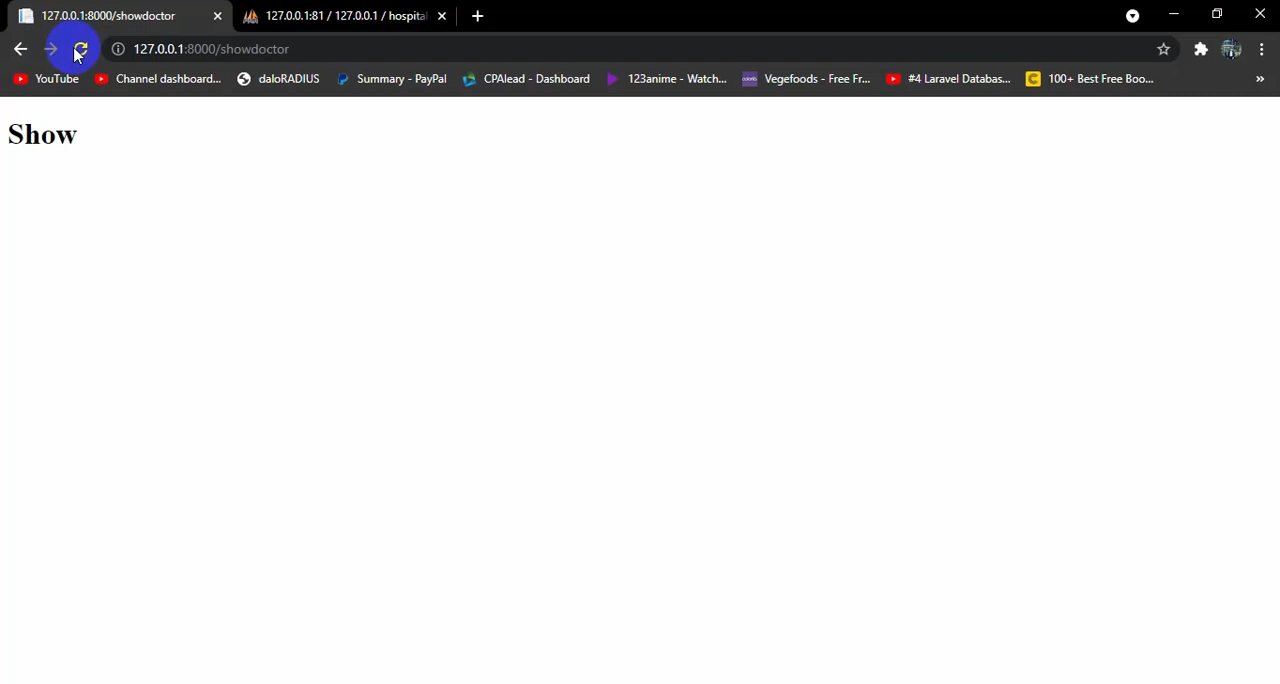 127.0.0.1:8000/showdoctor
127.0.0.1:81 / 127.0.0.1 / hospital
127.0.0.1:8000/showdoctor
YouTube
Channel dashboard...
daloRADIUS
Summary - PayPal
CPAlead - Dashboard
123anime - Watch...
Vegefoods - Free Fr...
#4 Laravel Databas...
100+ Best Free Boo...
»
Show